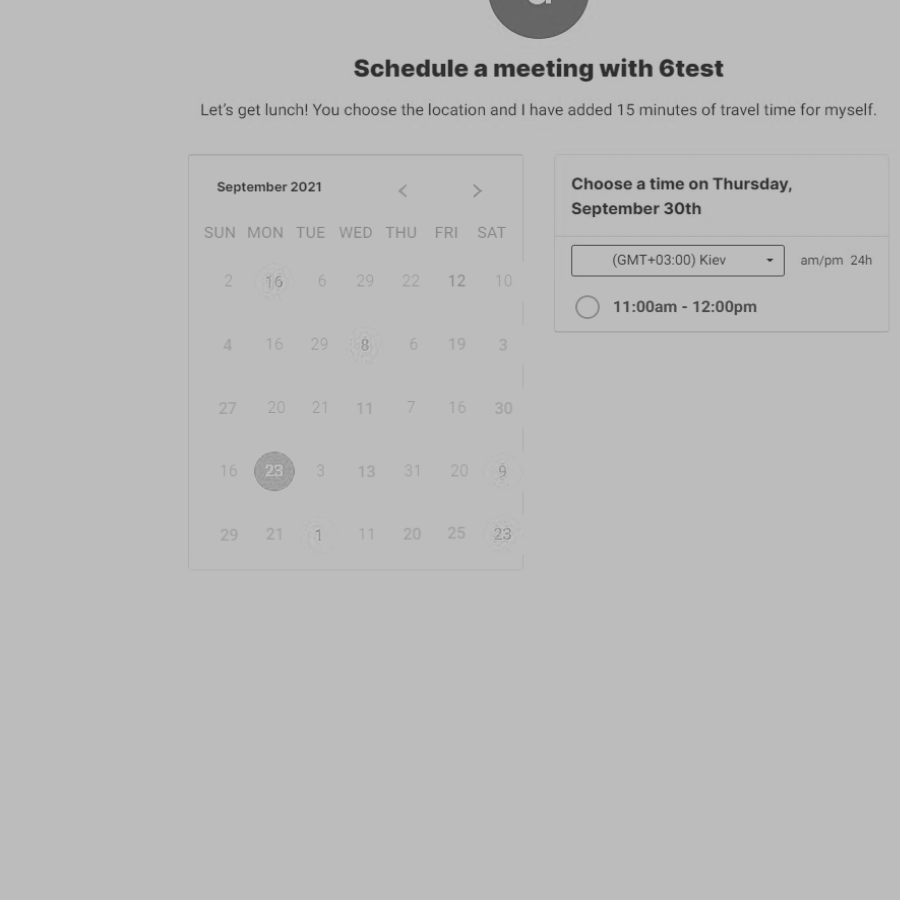 Schedule a meeting with 6test
Let's get lunch! You choose the location and I have added 15 minutes of travel time for myself.
September 2021
SUN MON TUE WED THU FRI SAT
2 16 6 29 22 12 10
4 16 29 8 6 19 3
27 20 21 11 7 16 30
16 23 3 13 31 20 9
29 21 1 11 20 25 23
Choose a time on Thursday,
September 30th
(GMT+03:00) Kiev am/pm 24h
11:00am - 12:00pm